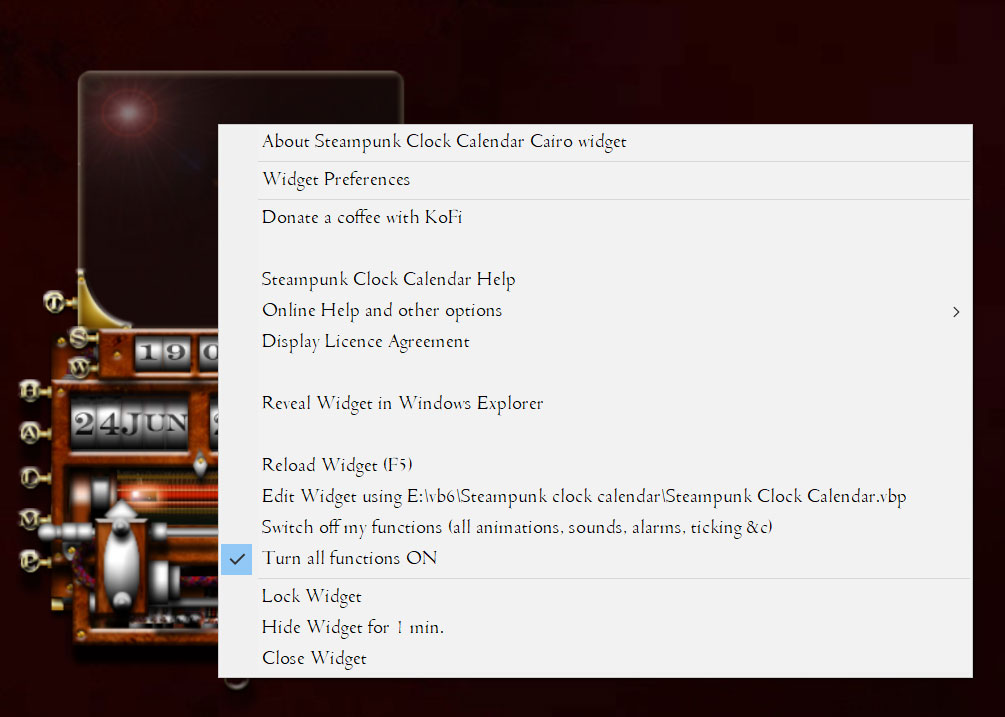 About Steampunk Clock Calendar Cairo widget
Widget Preferences
Donate a coffee with KoFi
Steampunk Clock Calendar Help
Online Help and other options
Display Licence Agreement
Reveal Widget in Windows Explorer
Reload Widget (F5)
Edit Widget using E:\vb6\Steampunk clock calendar\Steampunk Clock Calendar.vbp
Switch off my functions (all animations, sounds, alarms, ticking &c)
Turn all functions ON
Lock Widget
Hide Widget for 1 min.
Close Widget
T
S
W
H
A
L
M
P
19
24JUN